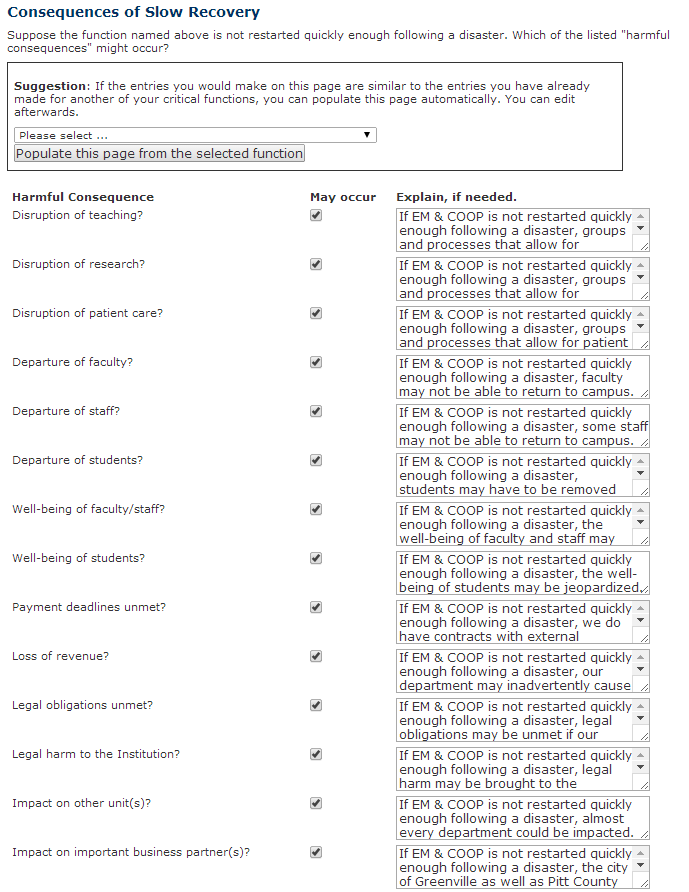 Consequences of Slow Recovery
Suppose the function named above is not restarted quickly enough following a disaster. Which of the listed "harmful
consequences" might occur?
Suggestion: If the entries you would make on this page are similar to the entries you have already
made for another of your critical functions, you can populate this page automatically. You can edit
afterwards.
Please select ...
Populate this page from the selected function
Harmful Consequence May occur Explain, if needed.
Disruption of teaching? If EM & COOP is not restarted quickly
enough following a disaster, groups
and processes that allow for
Disruption of research? If EM & COOP is not restarted quickly
enough following a disaster, groups
and processes that allow for
Disruption of patient care? If EM & COOP is not restarted quickly
enough following a disaster, groups
and processes that allow for patient
Departure of faculty? If EM & COOP is not restarted quickly
enough following a disaster, faculty
may not be able to return to campus.
Departure of staff? If EM & COOP is not restarted quickly
enough following a disaster, some staff
may not be able to return to campus.
Departure of students? If EM & COOP is not restarted quickly
enough following a disaster,
students may have to be removed
Well-being of faculty/staff? If EM & COOP is not restarted quickly
enough following a disaster, the
well-being of faculty and staff may
Well-being of students? If EM & COOP is not restarted quickly
enough following a disaster, the well-
being of students may be jeopardized.
Payment deadlines unmet? If EM & COOP is not restarted quickly
enough following a disaster, we do
have contracts with external
Loss of revenue? If EM & COOP is not restarted quickly
enough following a disaster, our
department may inadvertently cause
Legal obligations unmet? If EM & COOP is not restarted quickly
enough following a disaster, legal
obligations may be unmet if our
Legal harm to the Institution? If EM & COOP is not restarted quickly
enough following a disaster, legal
harm may be brought to the
Impact on other unit(s)? If EM & COOP is not restarted quickly
enough following a disaster, almost
every department could be impacted.
Impact on important business partner(s)? If EM & COOP is not restarted quickly
enough following a disaster, the city
of Greenville as well as Pitt County